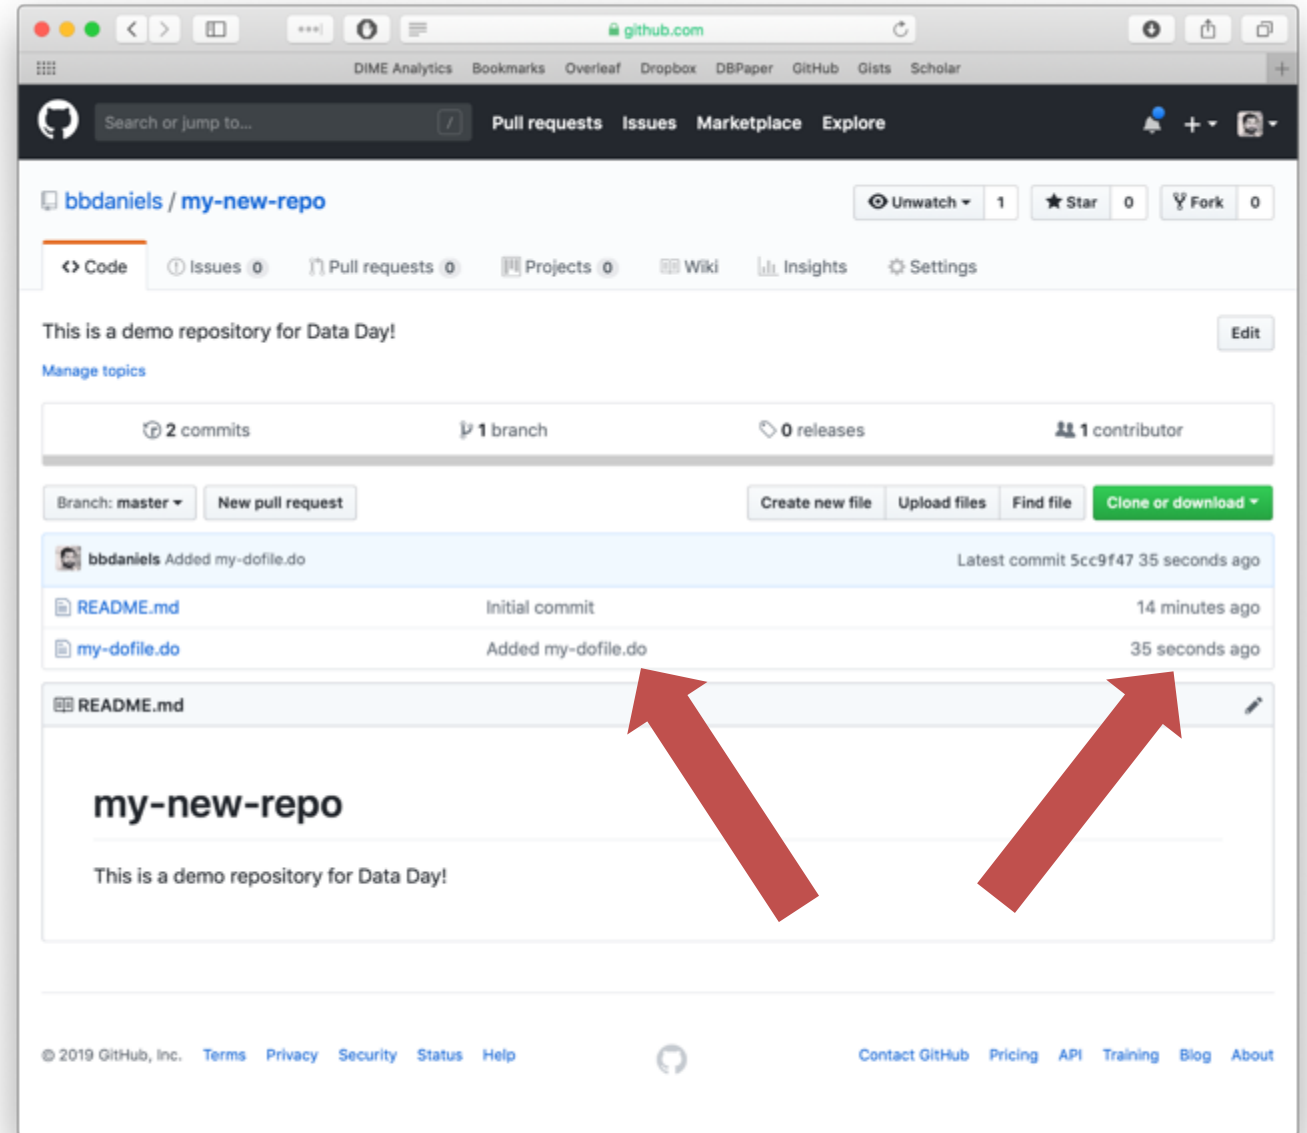 github.com
DIME Analytics Bookmarks Overleaf Dropbox DBPaper GitHub Gists Scholar
Search or jump to... / Pull requests Issues Marketplace Explore
bbdaniels / my-new-repo Unwatch 1 Star 0 Fork 0
Code Issues 0 Pull requests 0 Projects 0 Wiki Insights Settings
This is a demo repository for Data Day! Edit
Manage topics
2 commits 1 branch 0 releases 1 contributor
Branch: master New pull request Create new file Upload files Find file Clone or download
bbdaniels Added my-dofile.do Latest commit 5cc9f47 35 seconds ago
README.md Initial commit 14 minutes ago
my-dofile.do Added my-dofile.do 35 seconds ago
README.md
my-new-repo
This is a demo repository for Data Day!
© 2019 GitHub, Inc. Terms Privacy Security Status Help Contact GitHub Pricing API Training Blog About